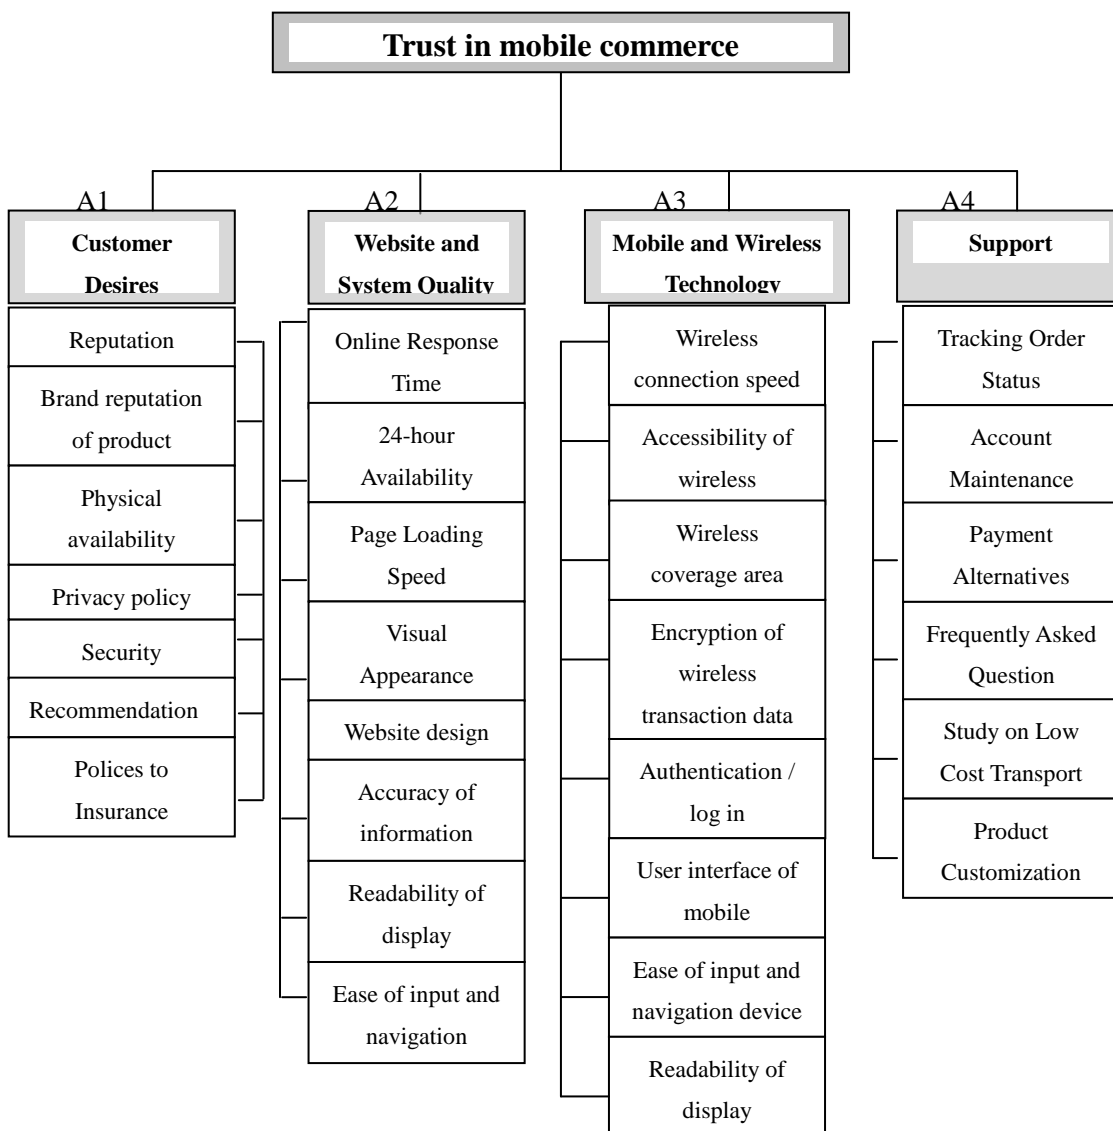 Trust in mobile commerce
A1
Customer
Desires
Reputation
Brand reputation
of product
Physical
availability
Privacy policy
Security
Recommendation
Polices to
Insurance
A2
Website and
System Quality
Online Response
Time
24-hour
Availability
Page Loading
Speed
Visual
Appearance
Website design
Accuracy of
information
Readability of
display
Ease of input and
navigation
A3
Mobile and Wireless
Technology
Wireless
connection speed
Accessibility of
wireless
Wireless
coverage area
Encryption of
wireless
transaction data
Authentication /
log in
User interface of
mobile
Ease of input and
navigation device
Readability of
display
A4
Support
Tracking Order
Status
Account
Maintenance
Payment
Alternatives
Frequently Asked
Question
Study on Low
Cost Transport
Product
Customization